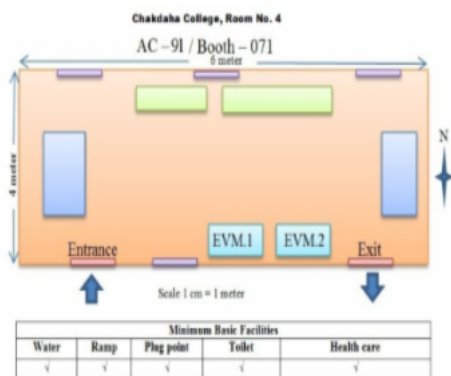 Chakdaha College, Room No. 4
AC – 91 / Booth – 071
6 meter
4 meter
N
EVM.1 EVM.2
Entrance Exit
Scale 1 cm = 1 meter
Minimum Basic Facilities
Water Ramp Plug point Toilet Health care
√ √ √ √ √